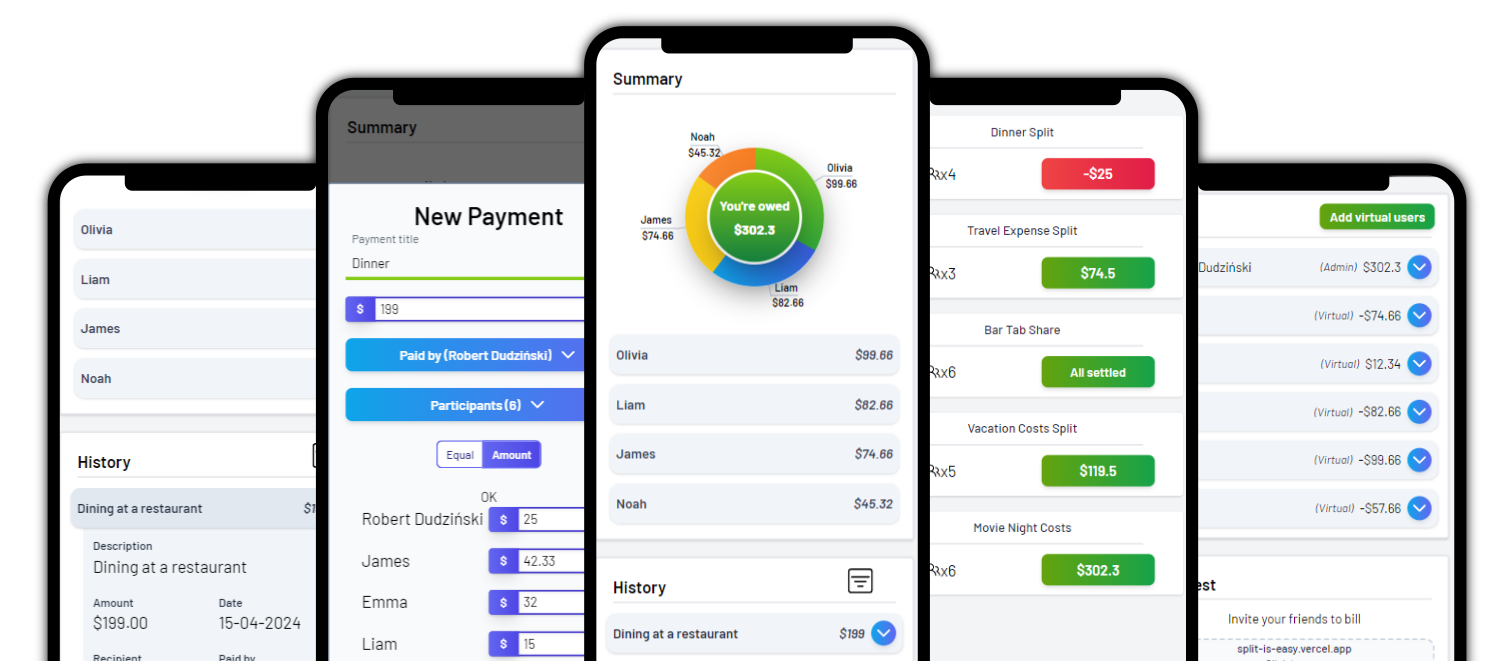 Olivia
Liam
James
Noah
History
Dining at a restaurant
Description
Dining at a restaurant
Amount
Date
$199.00
15-04-2024
Recipient
Paid by
Summary
New Payment
Payment title
Dinner
$ 199
Paid by (Robert Dudziński)
Participants (6)
Equal
Amount
OK
Robert Dudziński $ 25
James $ 42.33
Emma $ 32
Liam $ 15
Summary
Noah
$45.32
Olivia
$99.66
You're owed
$302.3
James
$74.66
Liam
$82.66
Olivia $99.66
Liam $82.66
James $74.66
Noah $45.32
History
Dining at a restaurant $199
Dinner Split
x4 -$25
Travel Expense Split
x3 $74.5
Bar Tab Share
x6 All settled
Vacation Costs Split
x5 $119.5
Movie Night Costs
x6 $302.3
Add virtual users
Dudziński (Admin) $302.3
(Virtual) -$74.66
(Virtual) $12.34
(Virtual) -$82.66
(Virtual) -$99.66
(Virtual) -$57.66
Invite your friends to bill
split-is-easy.vercel.app